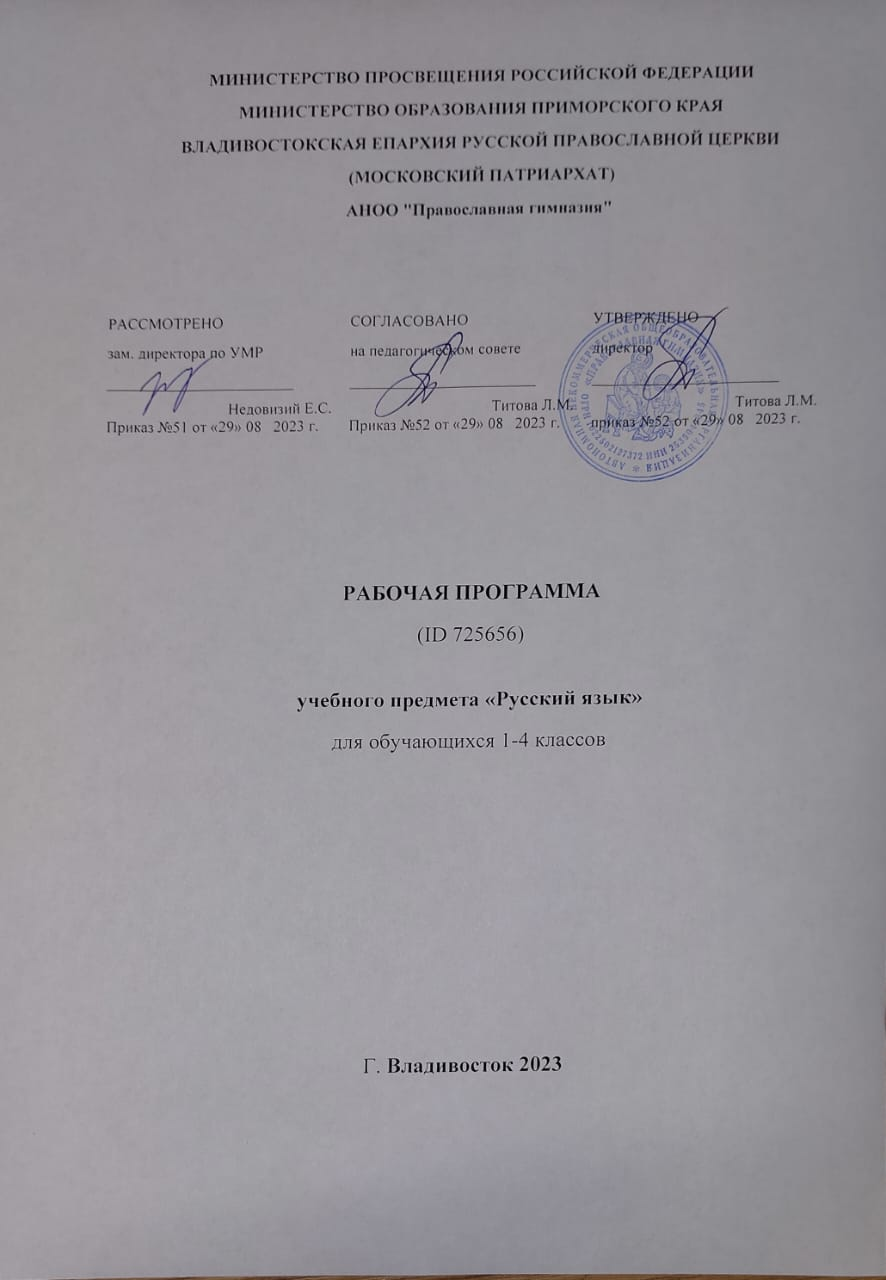 МИНИСТЕРСТВО ПРОСВЕЩЕНИЯ РОССИЙСКОЙ ФЕДЕРАЦИИ
МИНИСТЕРСТВО ОБРАЗОВАНИЯ ПРИМОРСКОГО КРАЯ
ВЛАДИВОСТОКСКАЯ ЕПАРХИЯ РУССКОЙ ПРАВОСЛАВНОЙ ЦЕРКВИ
(МОСКОВСКИЙ ПАТРИАРХАТ)
АНОО "Православная гимназия"
РАССМОТРЕНО
зам. директора по УМР
Недовизий Е.С.
Приказ №51 от «29» 08 2023 г.
СОГЛАСОВАНО
на педагогическом совете
Титова Л.М.
Приказ №52 от «29» 08 2023 г.
УТВЕРЖДЕНО
директор
Титова Л.М.
приказ №52 от «29» 08 2023 г.
РАБОЧАЯ ПРОГРАММА
(ID 725656)
учебного предмета «Русский язык»
для обучающихся 1-4 классов
Г. Владивосток 2023